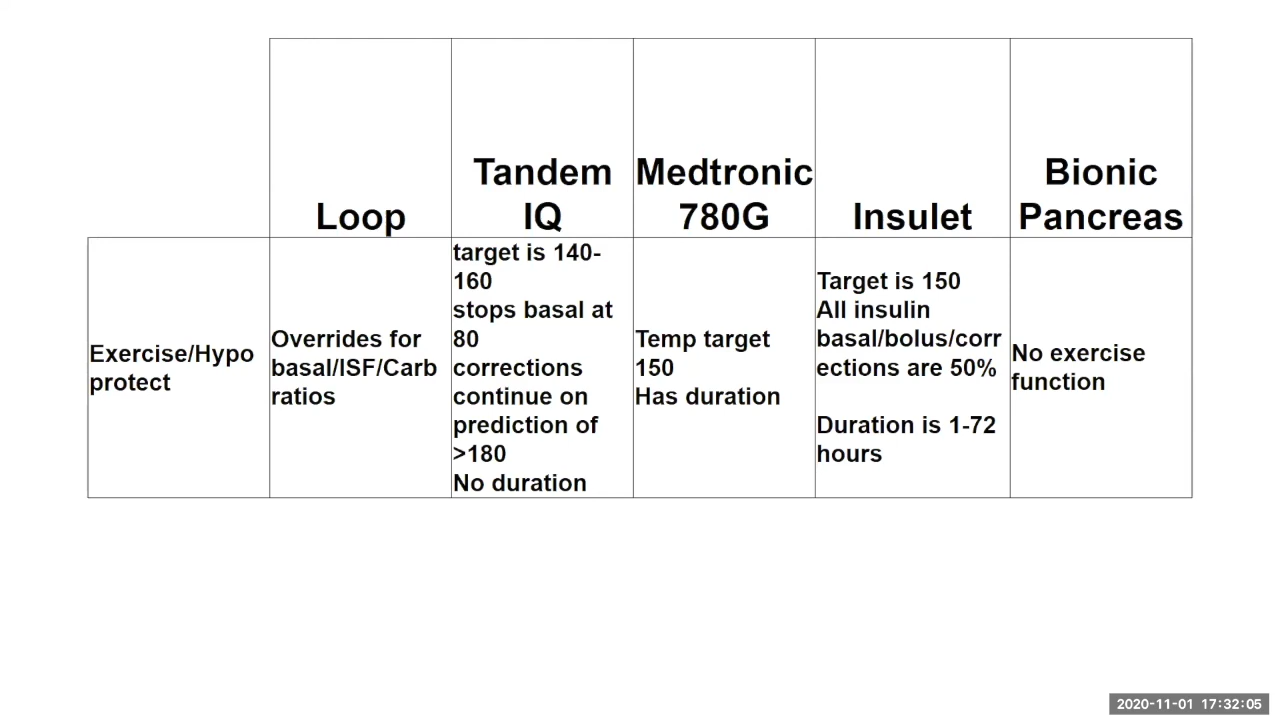 Loop
Tandem
IQ
Medtronic
780G
Insulet
Bionic
Pancreas
Exercise/Hypo
protect
Overrides for
basal/ISF/Carb
ratios
target is 140-
160
stops basal at
80
corrections
continue on
prediction of
>180
No duration
Temp target
150
Has duration
Target is 150
All insulin
basal/bolus/corr
ections are 50%
Duration is 1-72
hours
No exercise
function
2020-11-01 17:32:05